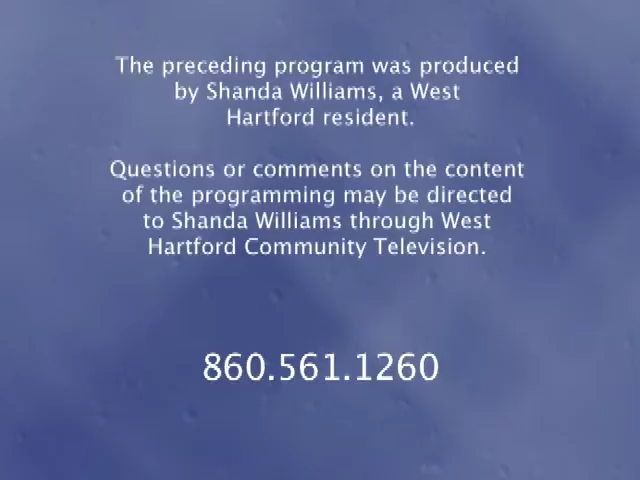 The preceding program was produced
by Shanda Williams, a West
Hartford resident.
Questions or comments on the content
of the programming may be directed
to Shanda Williams through West
Hartford Community Television.
860.561.1260